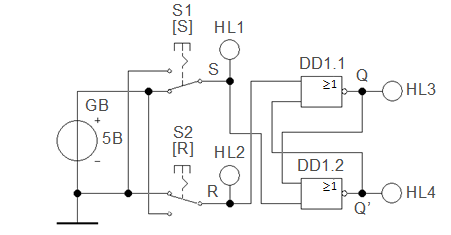 S1
[S]
HL1
S
DD1.1
≥1
Q
HL3
GB
+
5В
−
S2
[R]
HL2
R
DD1.2
≥1
Q'
HL4